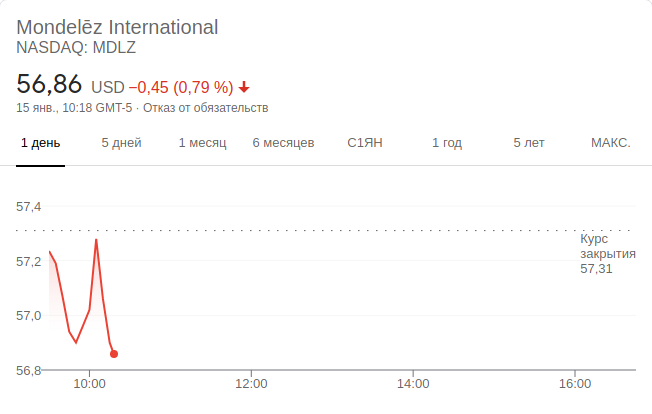 Mondelēz International
NASDAQ: MDLZ
56,86 USD −0,45 (0,79 %)
15 янв., 10:18 GMT-5 · Отказ от обязательств
1 день 5 дней 1 месяц 6 месяцев С1ЯН 1 год 5 лет МАКС.
57,4
Курс
закрытия
57,31
57,2
57,0
56,8
10:00 12:00 14:00 16:00